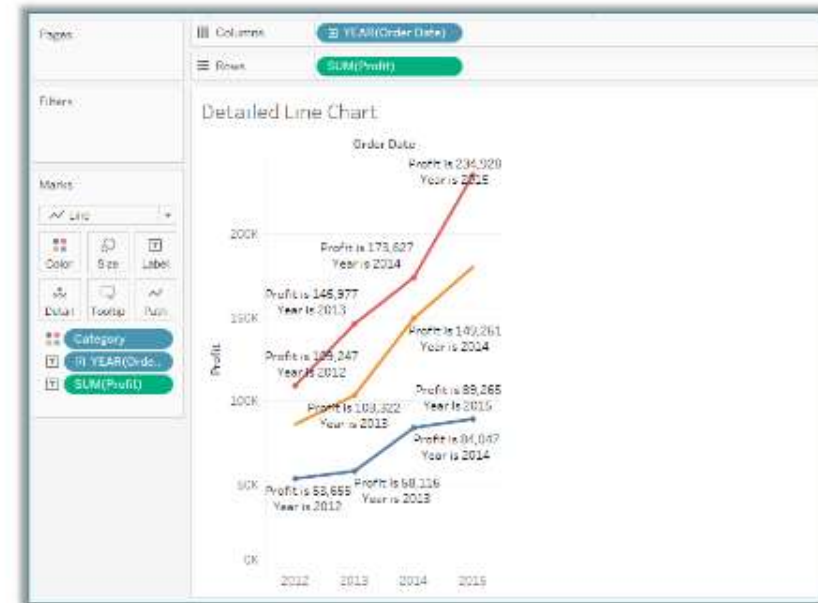 Pages
Columns
YEAR(Order Date)
Rows
SUM(Profit)
Filters
Detailed Line Chart
Order Date
Profit is 234,920
Year is 2015
Marks
Line
Color
Size
Label
Detail
Tooltip
Path
Category
YEAR(Orde..
SUM(Profit)
Profit
200K
150K
100K
50K
0K
Profit is 173,627
Year is 2014
Profit is 146,977
Year is 2013
Profit is 109,247
Year is 2012
Profit is 149,261
Year is 2014
Profit is 103,322
Year is 2013
Profit is 89,265
Year is 2015
Profit is 84,047
Year is 2014
Profit is 58,116
Year is 2013
Profit is 53,655
Year is 2012
2012
2013
2014
2015